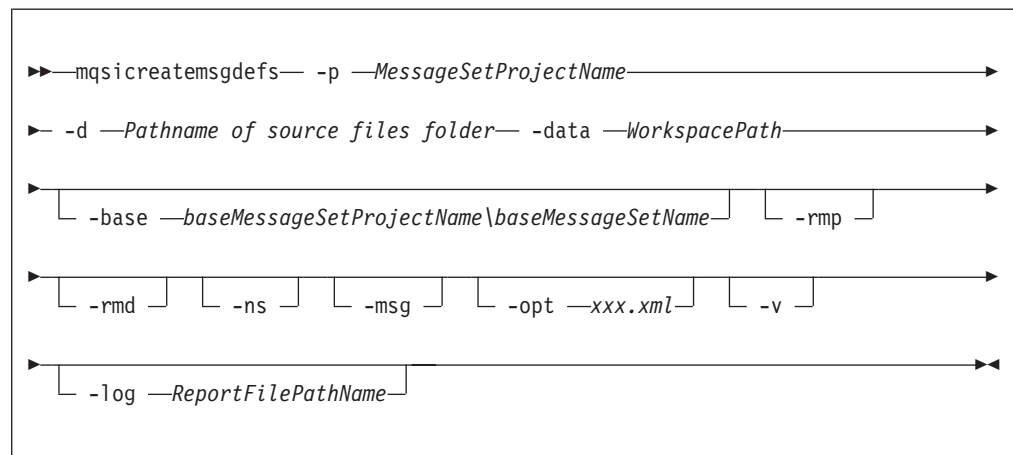 mqsicreatemsgdefs -p MessageSetProjectName
-d Pathname of source files folder -data WorkspacePath
-base baseMessageSetProjectName\baseMessageSetName -rmp
-rmd -ns -msg -opt xxx.xml -v
-log ReportFilePathName